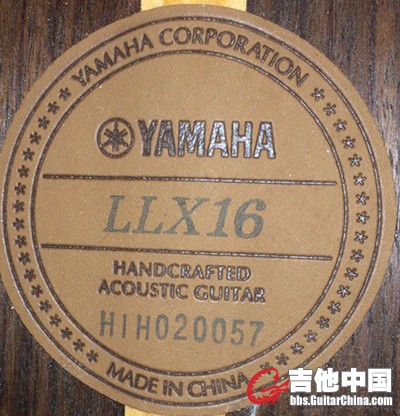 YAMAHA CORPORATION
YAMAHA
LLX16
HANDCRAFTED
ACOUSTIC GUITAR
HIH020057
MADE IN CHINA
吉他中国
bbs.GuitarChina.com